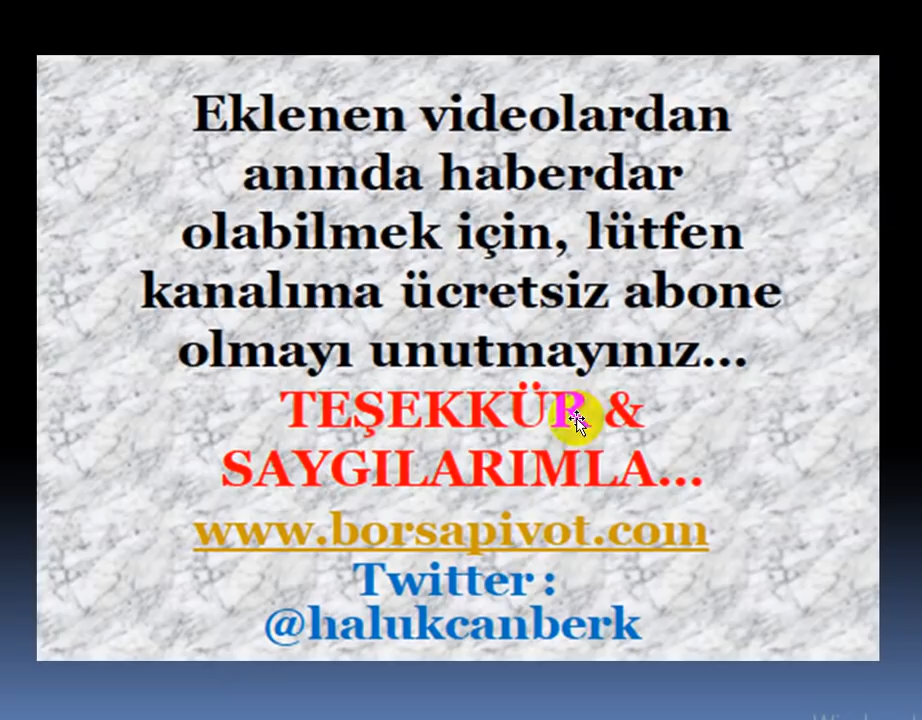 Eklenen videolardan
anında haberdar
olabilmek için, lütfen
kanalıma ücretsiz abone
olmayı unutmayınız...
TEŞEKKÜR &
SAYGILARIMLA...
www.borsapivot.com
Twitter :
@halukcanberk